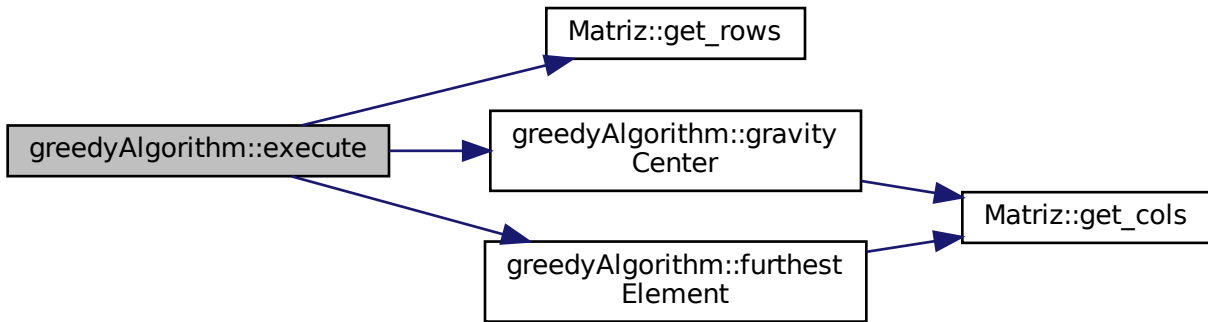 Matriz::get_rows
greedyAlgorithm::execute
greedyAlgorithm::gravity
Center
Matriz::get_cols
greedyAlgorithm::furthest
Element